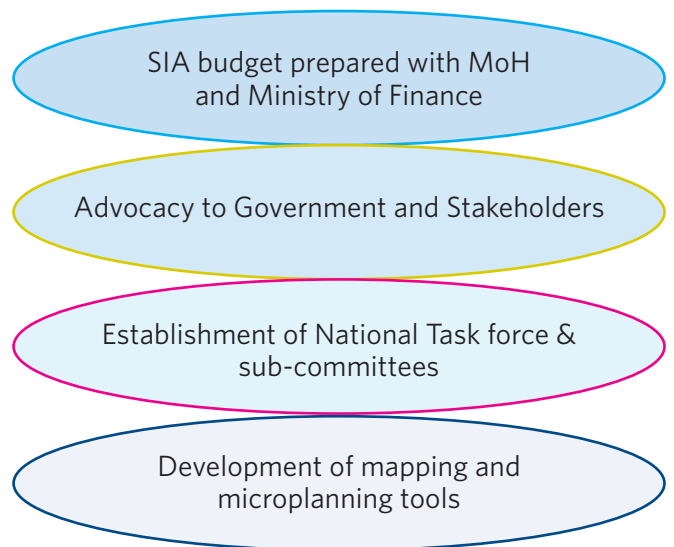 SIA budget prepared with MoH
and Ministry of Finance
Advocacy to Government and Stakeholders
Establishment of National Task force &
sub-committees
Development of mapping and
microplanning tools